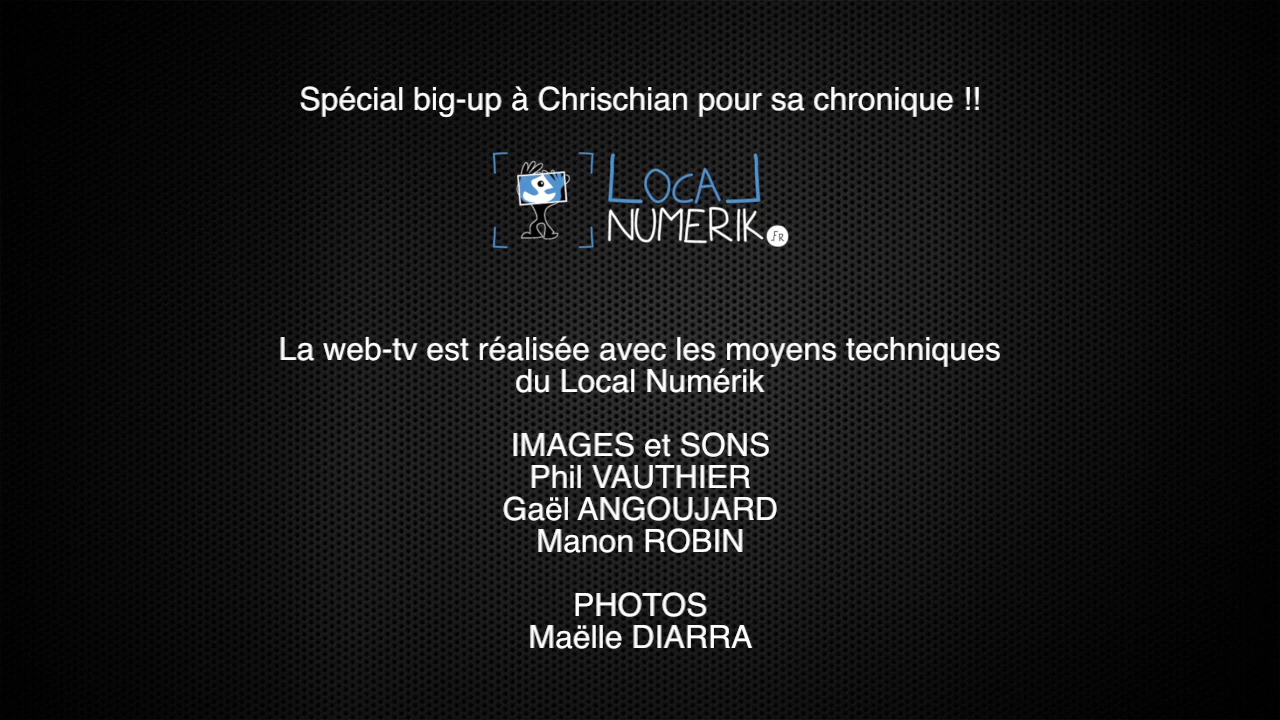 Spécial big-up à Chrischian pour sa chronique !!
LOCAL
NUMERIK.FR
La web-tv est réalisée avec les moyens techniques
du Local Numérik
IMAGES et SONS
Phil VAUTHIER
Gaël ANGOUJARD
Manon ROBIN
PHOTOS
Maëlle DIARRA